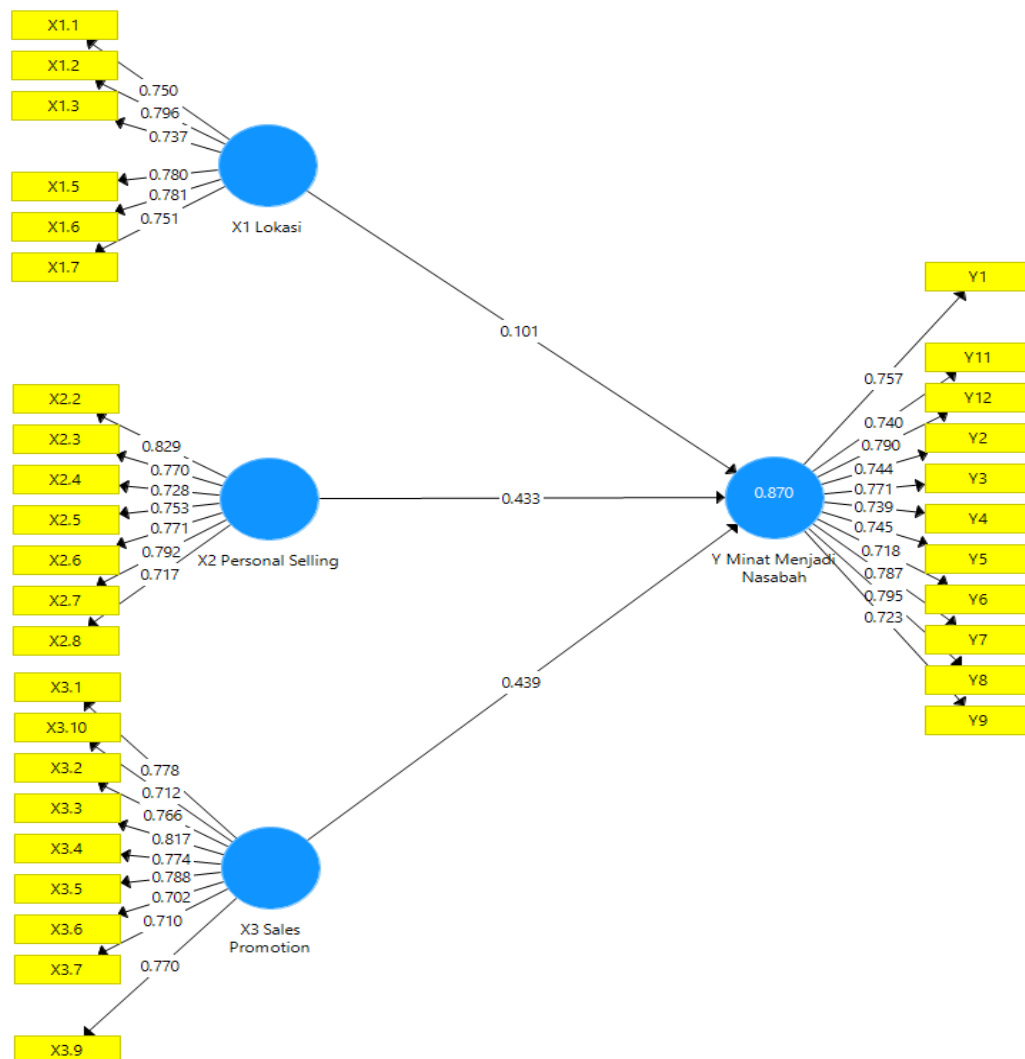 X1.1
X1.2
X1.3
X1.5
X1.6
X1.7
0.750
0.796
0.737
0.780
0.781
0.751
X1 Lokasi
0.101
X2.2
X2.3
X2.4
X2.5
X2.6
X2.7
X2.8
0.829
0.770
0.728
0.753
0.771
0.792
0.717
X2 Personal Selling
0.433
X3.1
X3.10
X3.2
X3.3
X3.4
X3.5
X3.6
X3.7
X3.9
0.778
0.712
0.766
0.817
0.774
0.788
0.702
0.710
0.770
X3 Sales
Promotion
0.439
0.870
Y Minat Menjadi
Nasabah
0.757
0.740
0.790
0.744
0.771
0.739
0.745
0.718
0.787
0.795
0.723
Y1
Y11
Y12
Y2
Y3
Y4
Y5
Y6
Y7
Y8
Y9